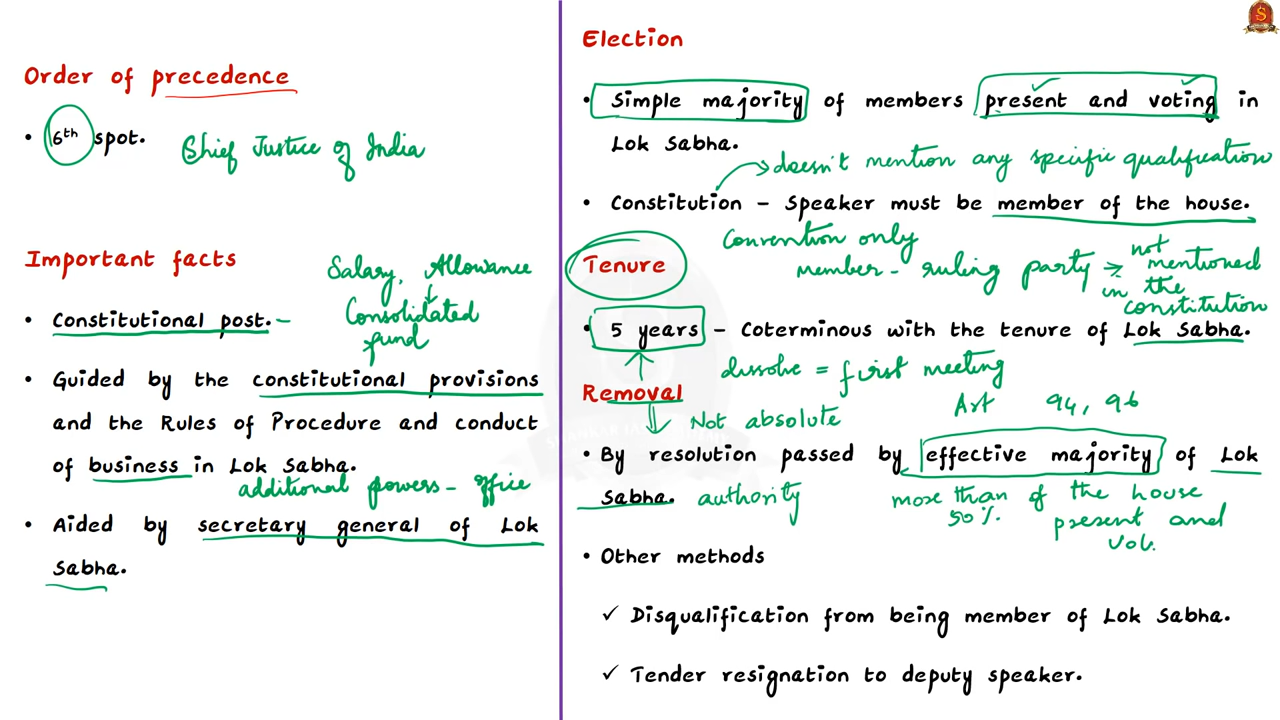 Order of precedence
• 6th spot.
Chief Justice of India
Important facts
Salary, Allowance
Consolidated
fund
• Constitutional post. -
• Guided by the constitutional provisions
and the Rules of Procedure and conduct
of business in Lok Sabha.
additional powers - office
• Aided by secretary general of Lok
Sabha.
Election
• Simple majority of members present and voting in
Lok Sabha.
doesn't mention any specific qualification
• Constitution - Speaker must be member of the house.
Convention only
member - ruling party
not
mentioned
in the
constitution
Tenure
• 5 years - Coterminous with the tenure of Lok Sabha.
dissolve = first meeting
Removal
Art 94, 96
Not absolute
• By resolution passed by effective majority of Lok
Sabha.
authority
more than
50%
of the house
present and
vot.
• Other methods
✓ Disqualification from being member of Lok Sabha.
✓ Tender resignation to deputy speaker.